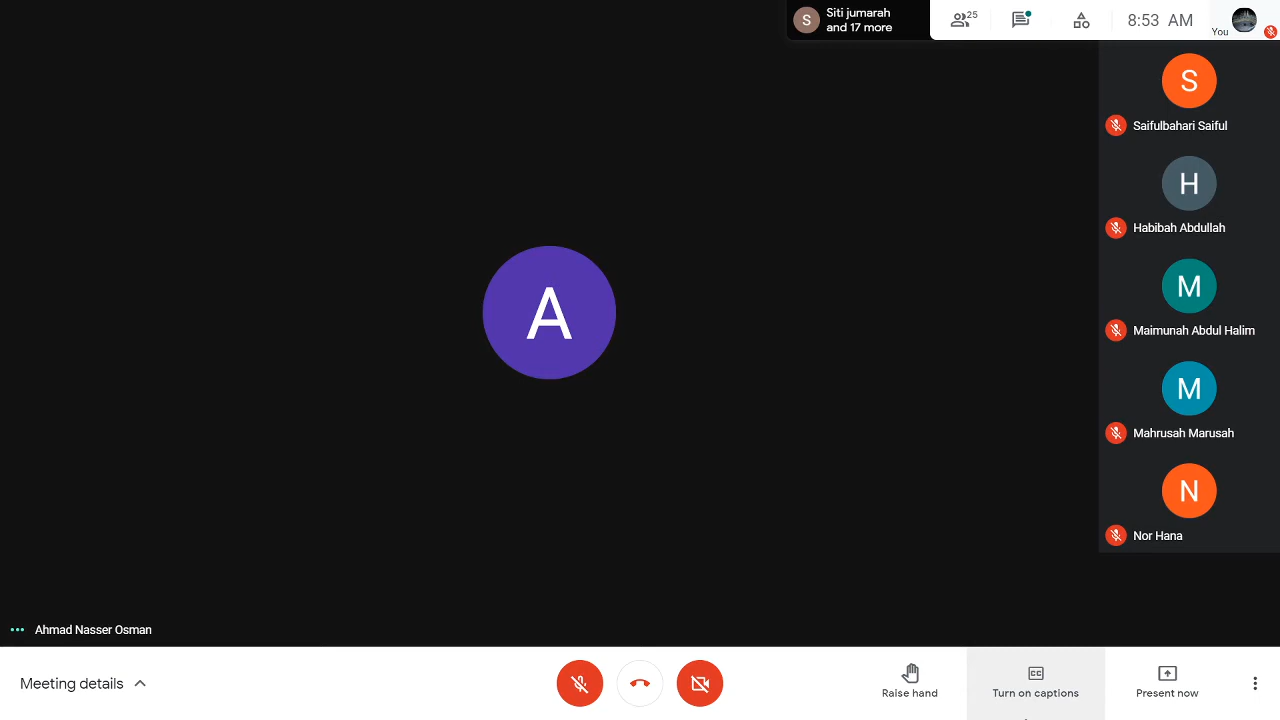 S
Siti jumarah
and 17 more
25
8:53 AM
You
S
Saifulbahari Saiful
H
Habibah Abdullah
M
Maimunah Abdul Halim
M
Mahrusah Marusah
N
Nor Hana
A
Ahmad Nasser Osman
Meeting details
Raise hand
CC
Turn on captions
Present now